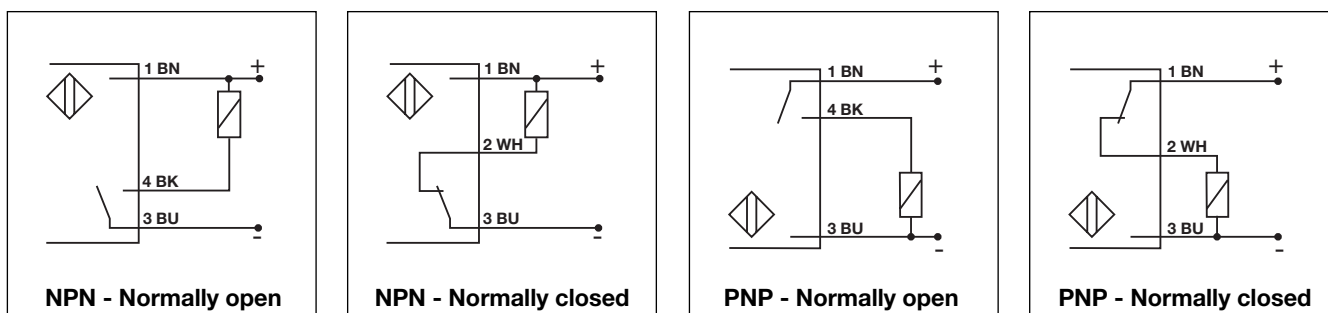 1 BN
+
4 BK
3 BU
-
NPN - Normally open
1 BN
+
2 WH
3 BU
-
NPN - Normally closed
1 BN
+
4 BK
3 BU
-
PNP - Normally open
1 BN
+
2 WH
3 BU
-
PNP - Normally closed